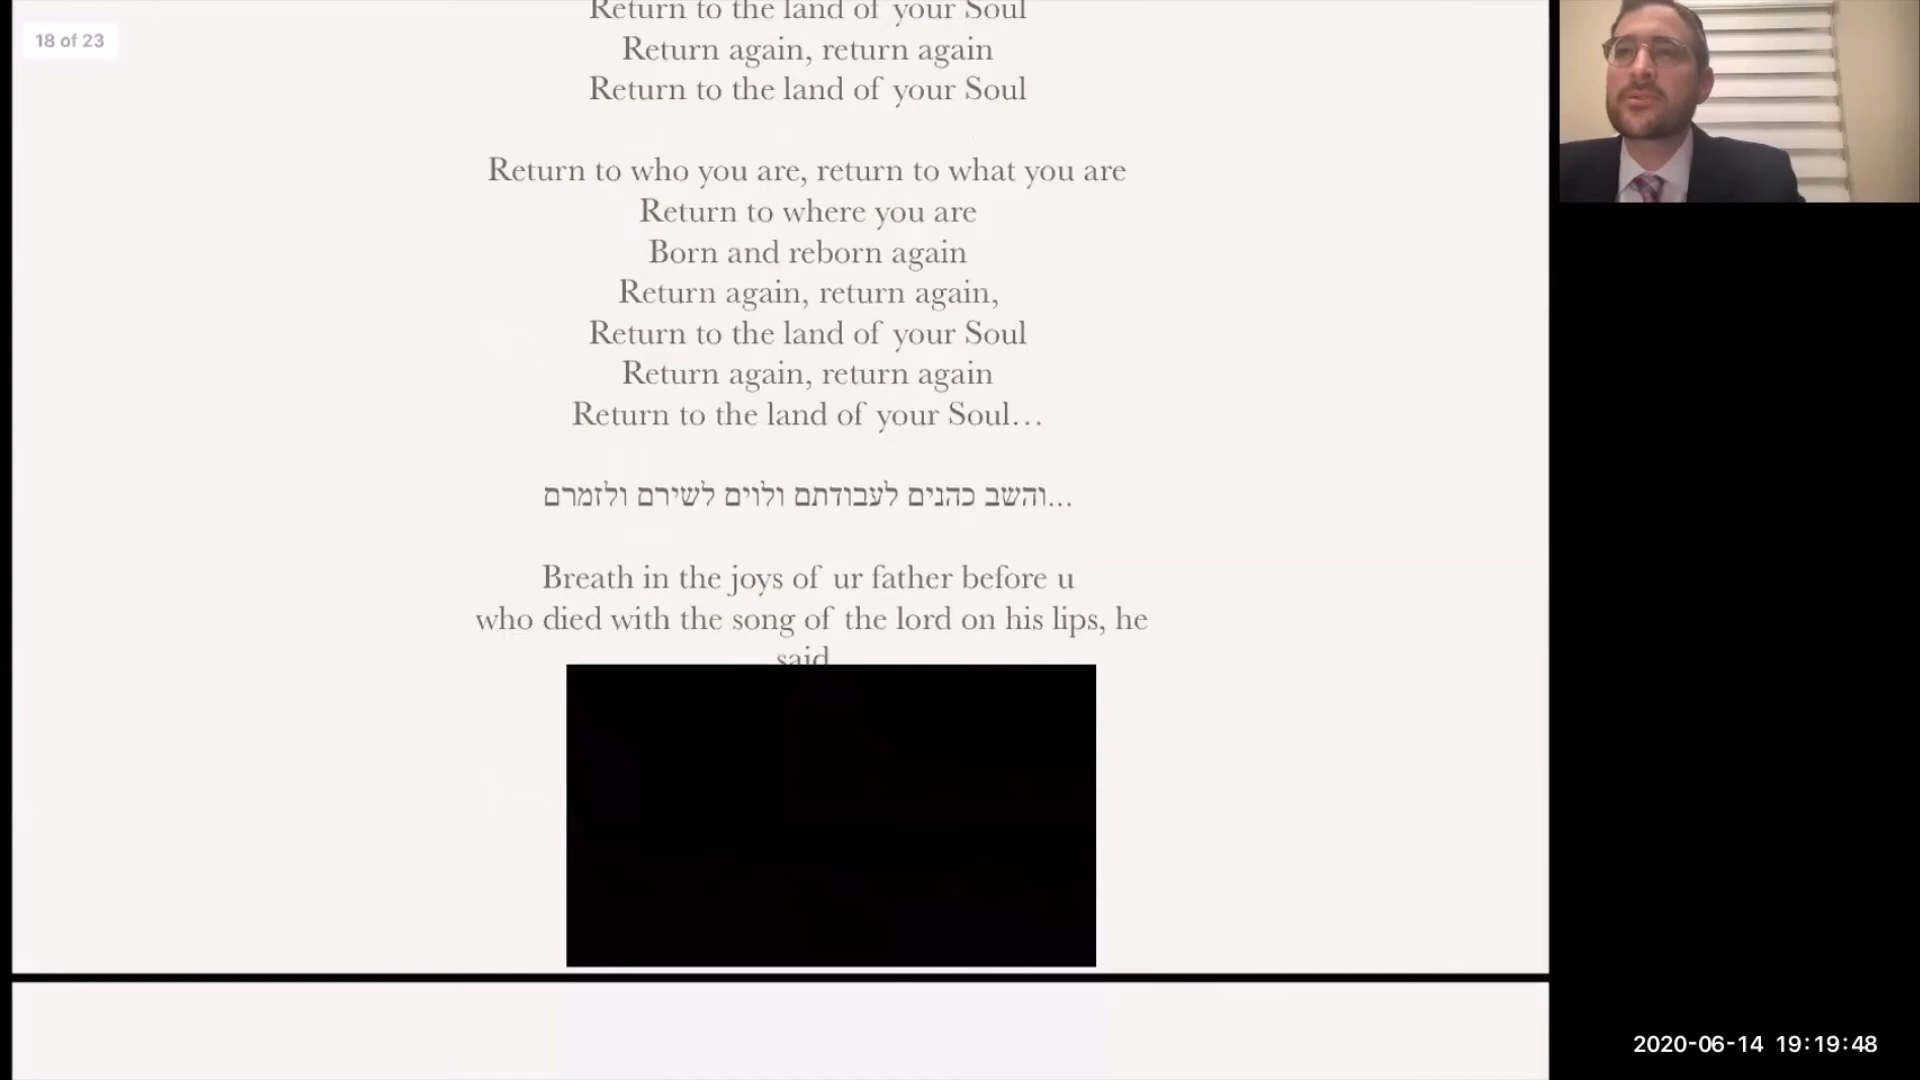 Return to the land of your Soul
18 of 23
Return again, return again
Return to the land of your Soul
Return to who you are, return to what you are
Return to where you are
Born and reborn again
Return again, return again,
Return to the land of your Soul
Return again, return again
Return to the land of your Soul…
והשב כהנים לעבודתם ולוים לשירם ולזמרם...
Breath in the joys of ur father before u
who died with the song of the lord on his lips, he
said
2020-06-14 19:19:48